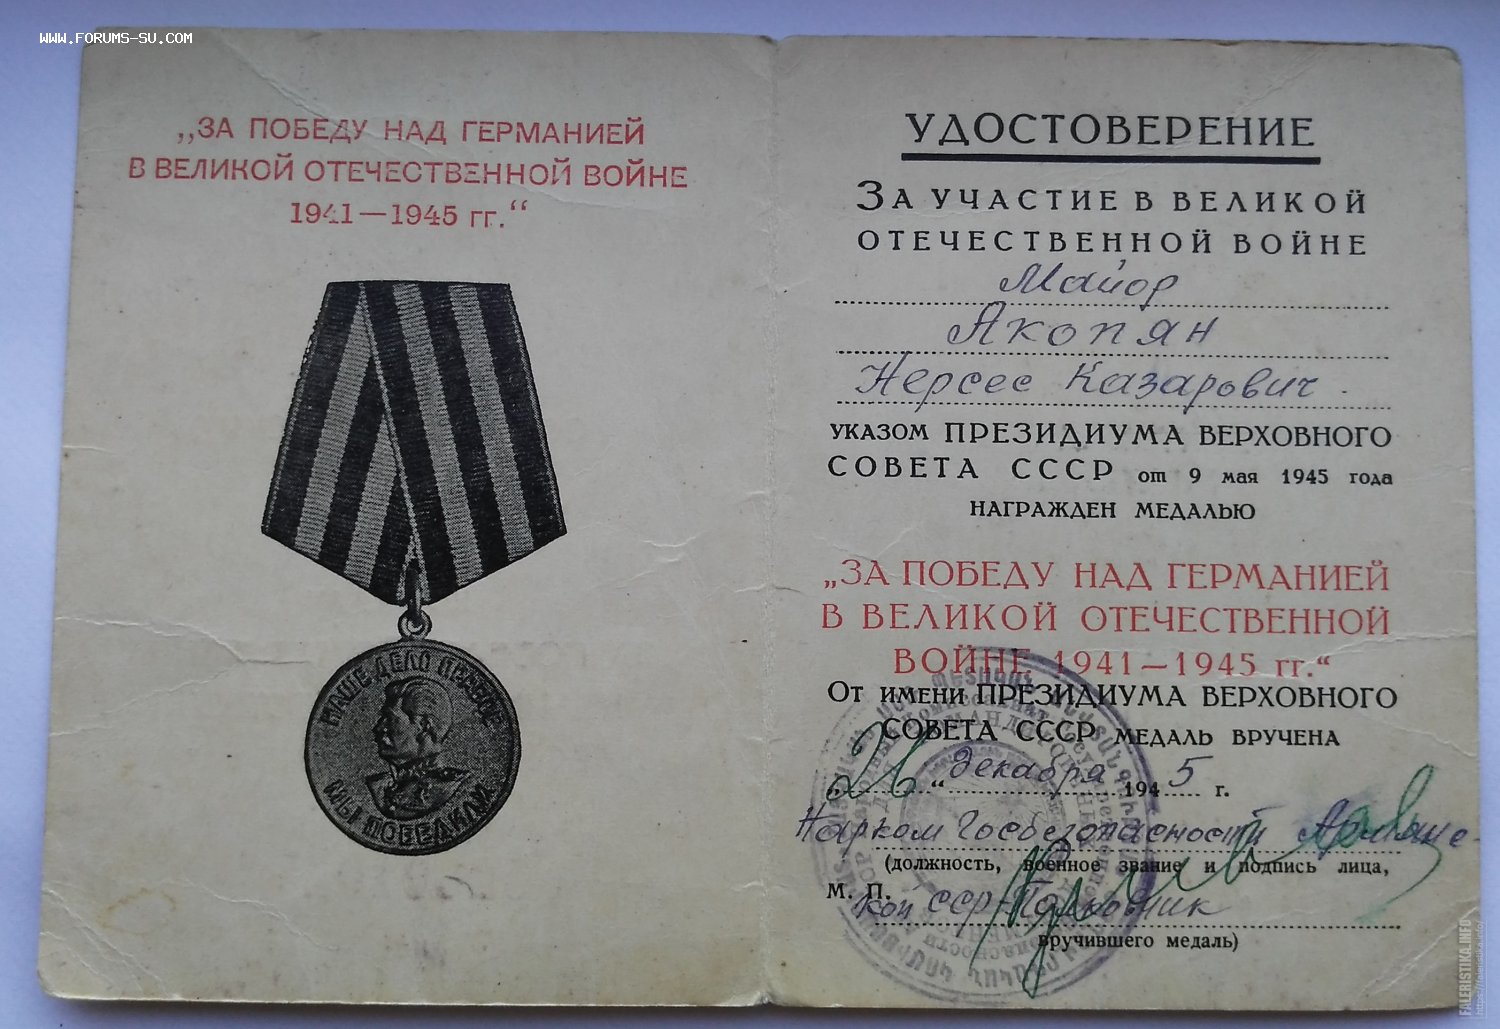 WWW.FORUMS-SU.COM
„ЗА ПОБЕДУ НАД ГЕРМАНИЕЙ
В ВЕЛИКОЙ ОТЕЧЕСТВЕННОЙ ВОЙНЕ
1941—1945 гг.“
НАШЕ ДЕЛО ПРАВОЕ
МЫ ПОБЕДИЛИ
УДОСТОВЕРЕНИЕ
ЗА УЧАСТИЕ В ВЕЛИКОЙ
ОТЕЧЕСТВЕННОЙ ВОЙНЕ
Майор
Акопян
Нерсес Казарович.
УКАЗОМ ПРЕЗИДИУМА ВЕРХОВНОГО
СОВЕТА СССР от 9 мая 1945 года
НАГРАЖДЕН МЕДАЛЬЮ
„ЗА ПОБЕДУ НАД ГЕРМАНИЕЙ
В ВЕЛИКОЙ ОТЕЧЕСТВЕННОЙ
ВОЙНЕ 1941—1945 гг.“
От имени ПРЕЗИДИУМА ВЕРХОВНОГО
СОВЕТА СССР МЕДАЛЬ ВРУЧЕНА
„26“ декабря 1945 г.
Нарком Госбезопасности Армянс-
(должность, военное звание и подпись лица,
М. П.
кой ССР-Полковник
вручившего медаль)
FALERISTIKA.INFO
https://faleristika.info/